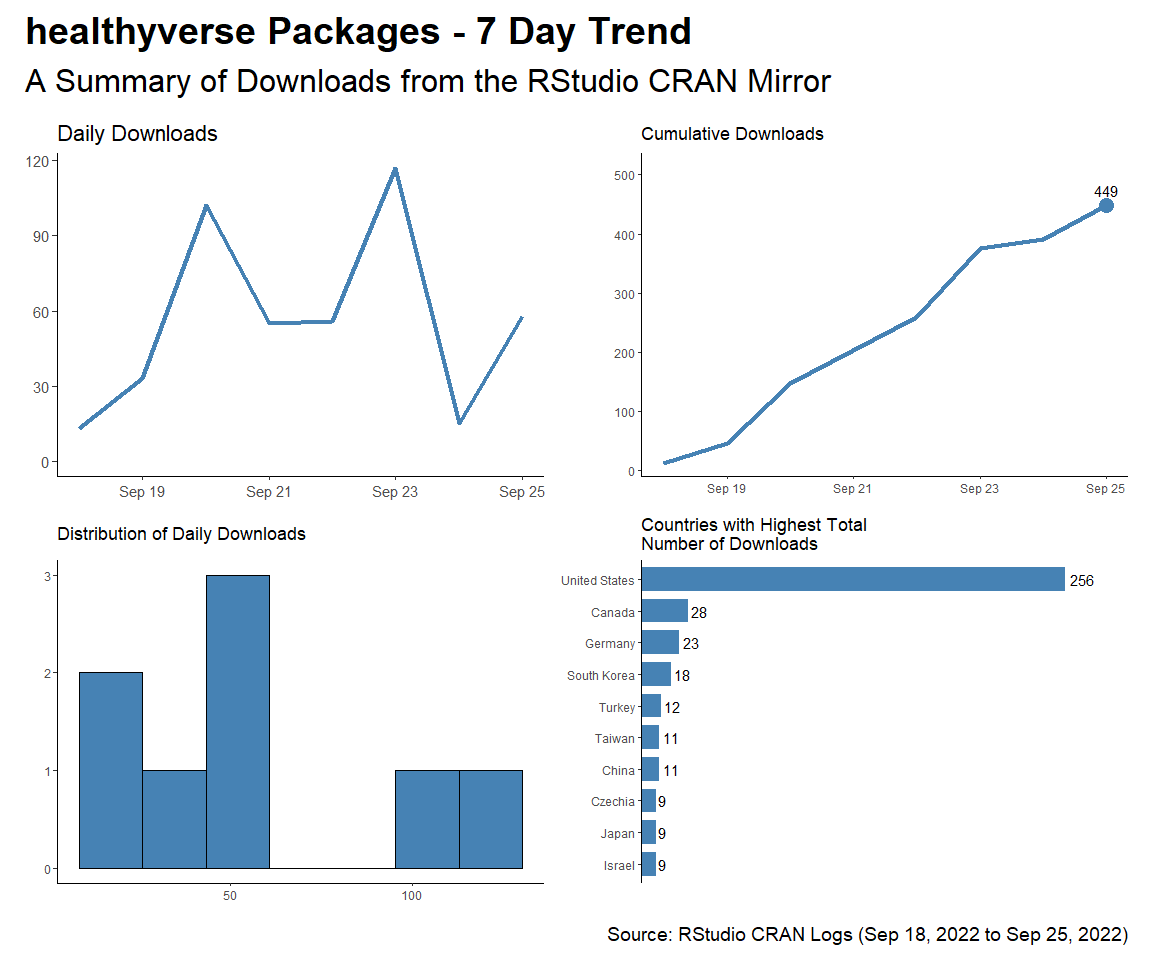 healthyverse Packages - 7 Day Trend
A Summary of Downloads from the RStudio CRAN Mirror
Daily Downloads
120
90
60
30
0
Sep 19 Sep 21 Sep 23 Sep 25
Cumulative Downloads
500
400
300
200
100
0
449
Sep 19 Sep 21 Sep 23 Sep 25
Distribution of Daily Downloads
3
2
1
0
50 100
Countries with Highest Total
Number of Downloads
United States 256
Canada 28
Germany 23
South Korea 18
Turkey 12
Taiwan 11
China 11
Czechia 9
Japan 9
Israel 9
Source: RStudio CRAN Logs (Sep 18, 2022 to Sep 25, 2022)